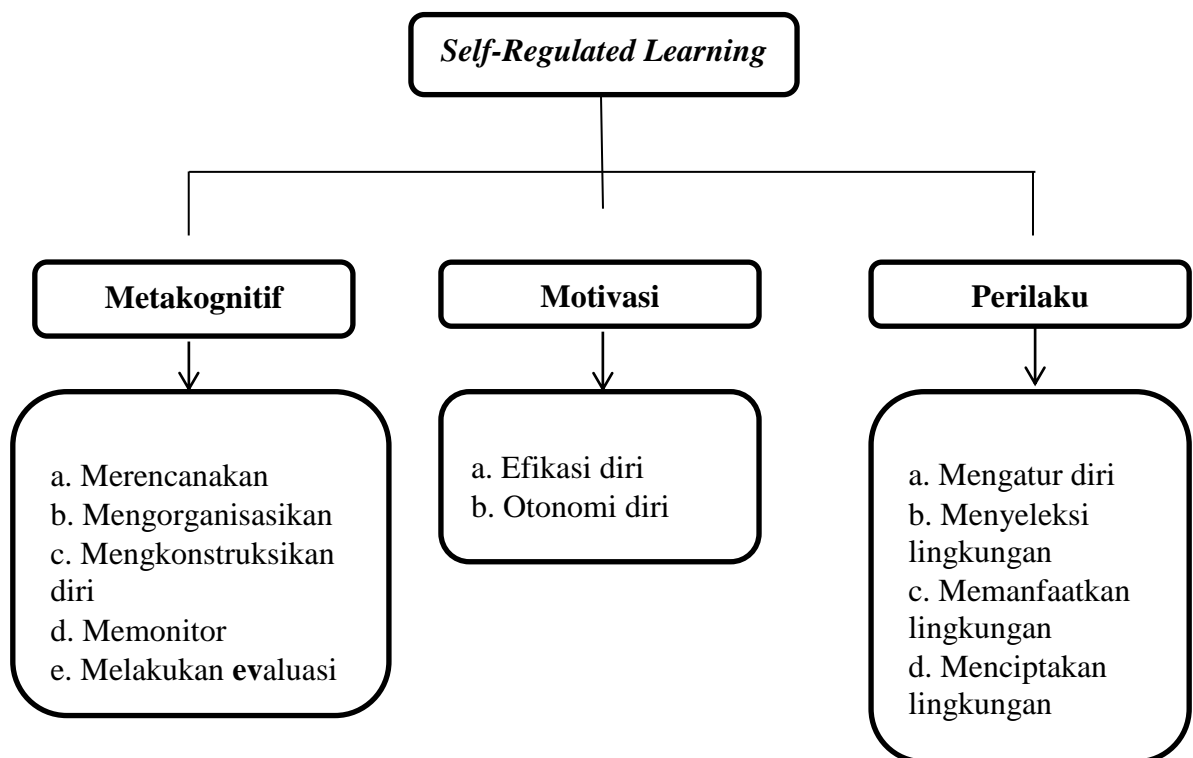 Self-Regulated Learning
Metakognitif
Motivasi
Perilaku
a. Merencanakan
b. Mengorganisasikan
c. Mengkonstruksikan
diri
d. Memonitor
e. Melakukan evaluasi
a. Efikasi diri
b. Otonomi diri
a. Mengatur diri
b. Menyeleksi
lingkungan
c. Memanfaatkan
lingkungan
d. Menciptakan
lingkungan